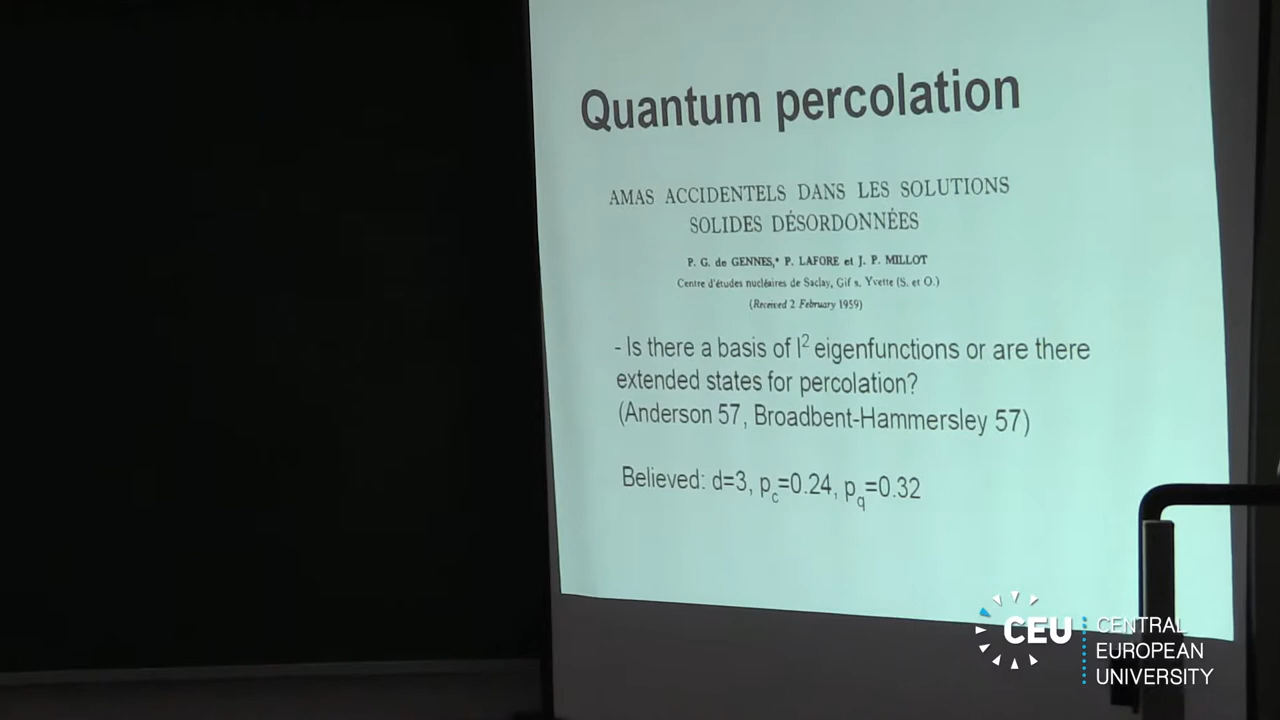 Quantum percolation
AMAS ACCIDENTELS DANS LES SOLUTIONS
SOLIDES DÉSORDONNÉES
P. G. de GENNES,* P. LAFORE et J. P. MILLOT
Centre d'études nucléaires de Saclay, Gif s. Yvette (S. et O.)
(Received 2 February 1959)
- Is there a basis of l² eigenfunctions or are there
extended states for percolation?
(Anderson 57, Broadbent-Hammersley 57)
Believed: d=3, p_c=0.24, p_q=0.32
CEU
CENTRAL
EUROPEAN
UNIVERSITY